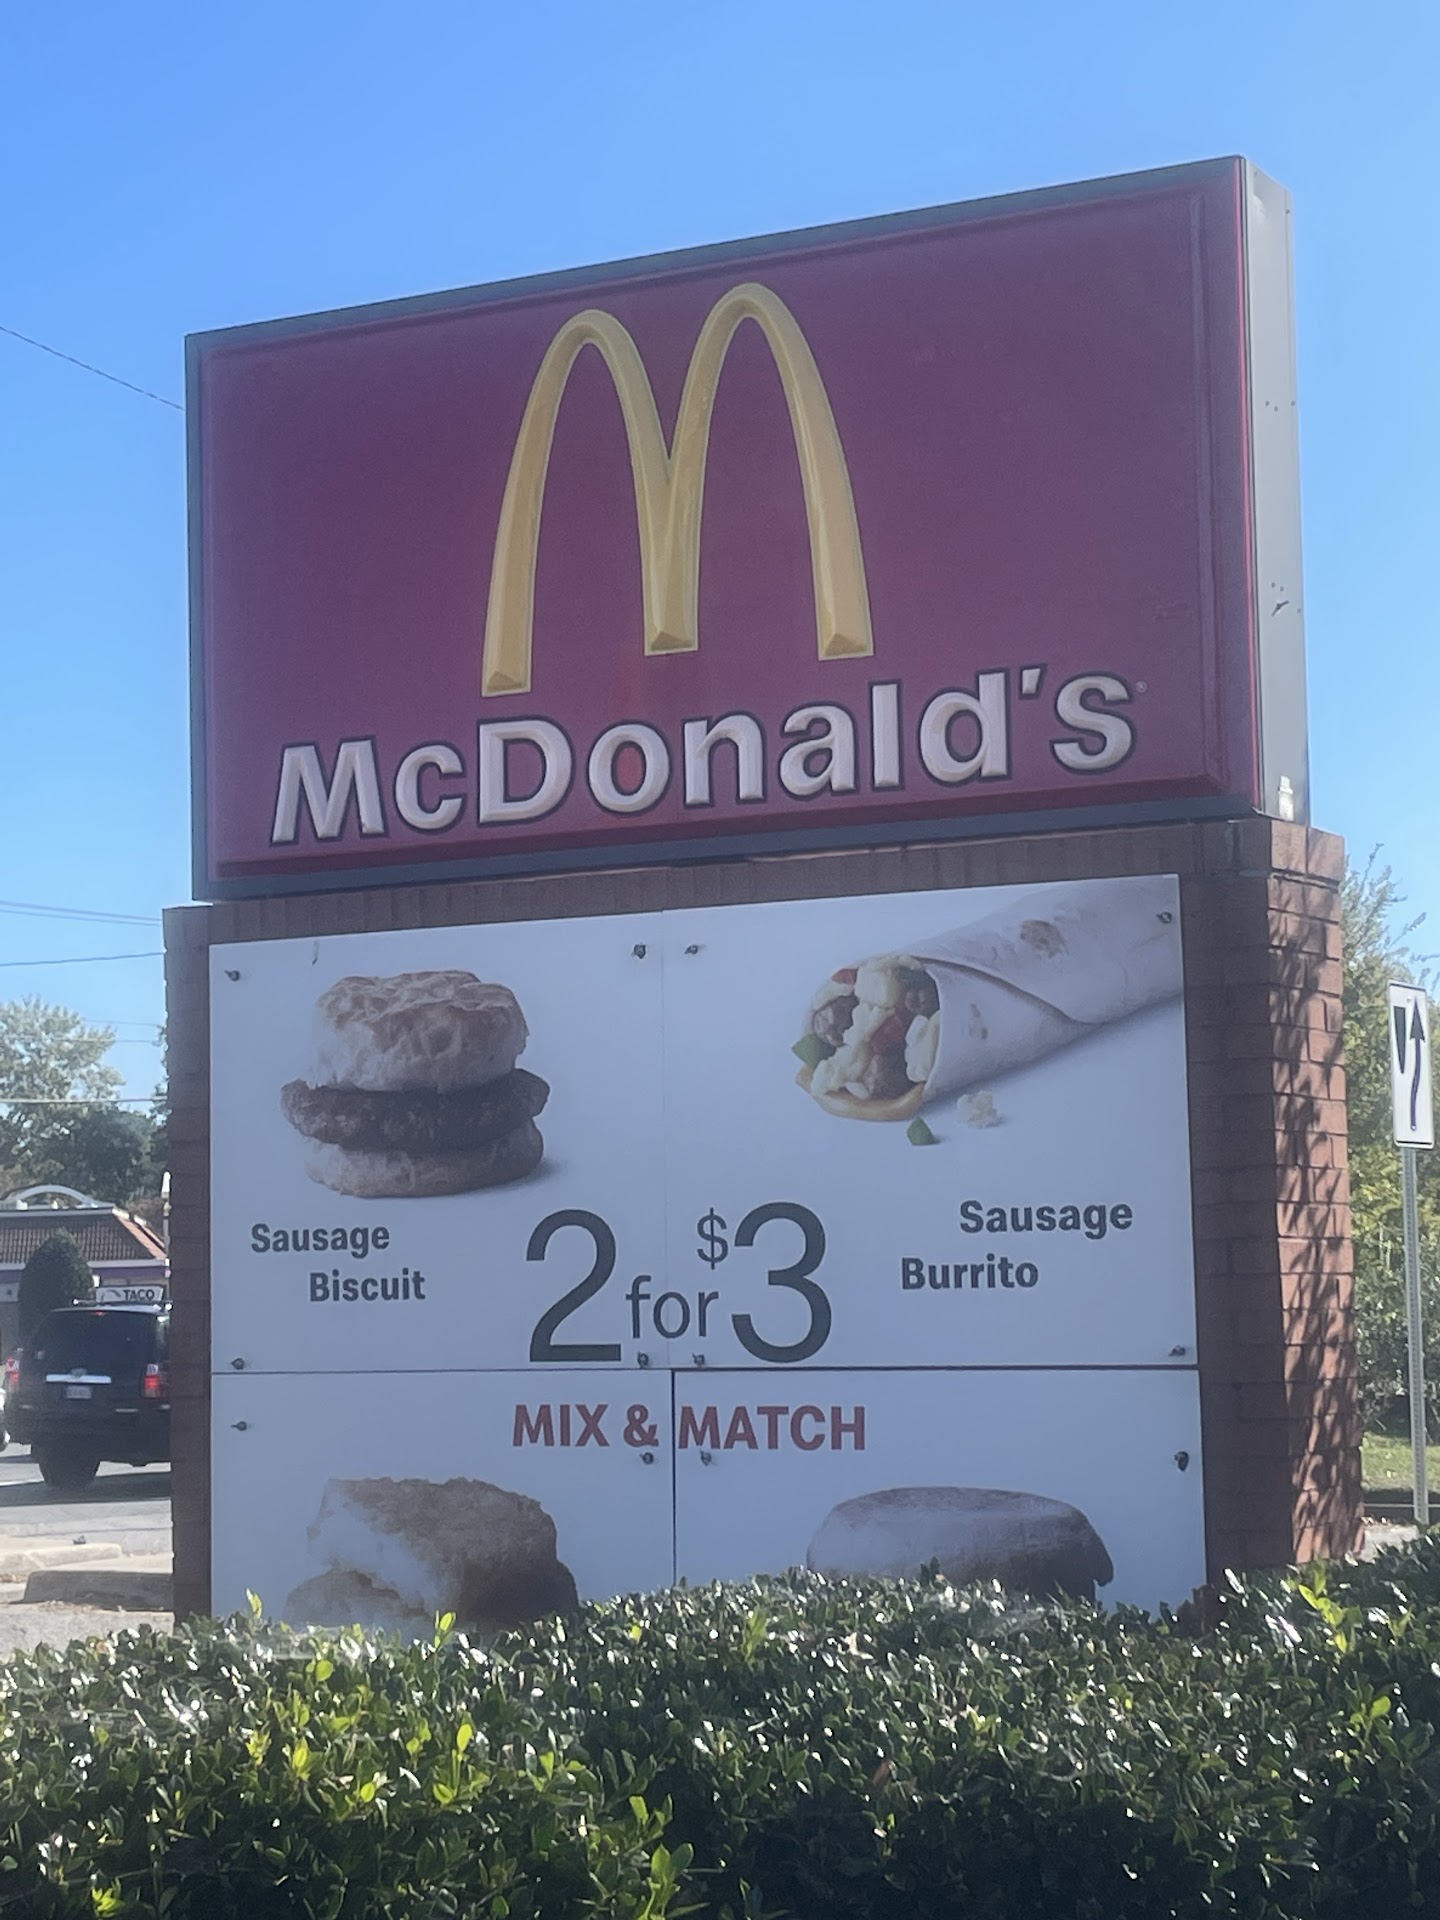 McDonald's
Sausage
Biscuit
2 for $3
Sausage
Burrito
MIX & MATCH
TACO